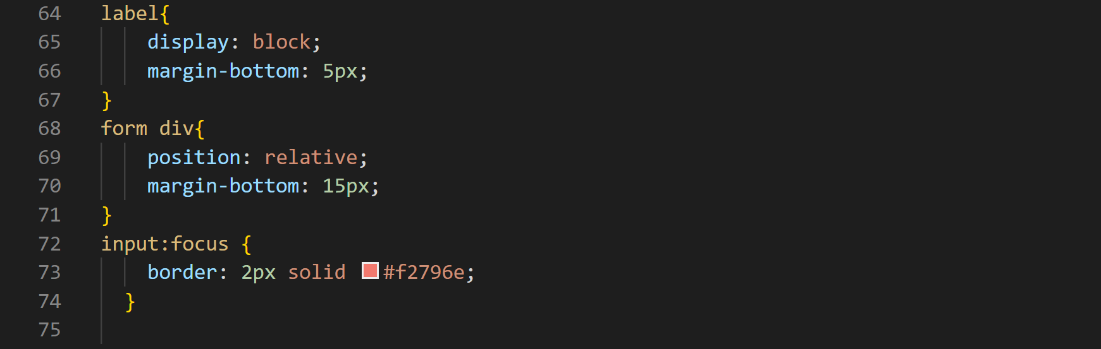 64 label{
65 display: block;
66 margin-bottom: 5px;
67 }
68 form div{
69 position: relative;
70 margin-bottom: 15px;
71 }
72 input:focus {
73 border: 2px solid #f2796e;
74 }
75